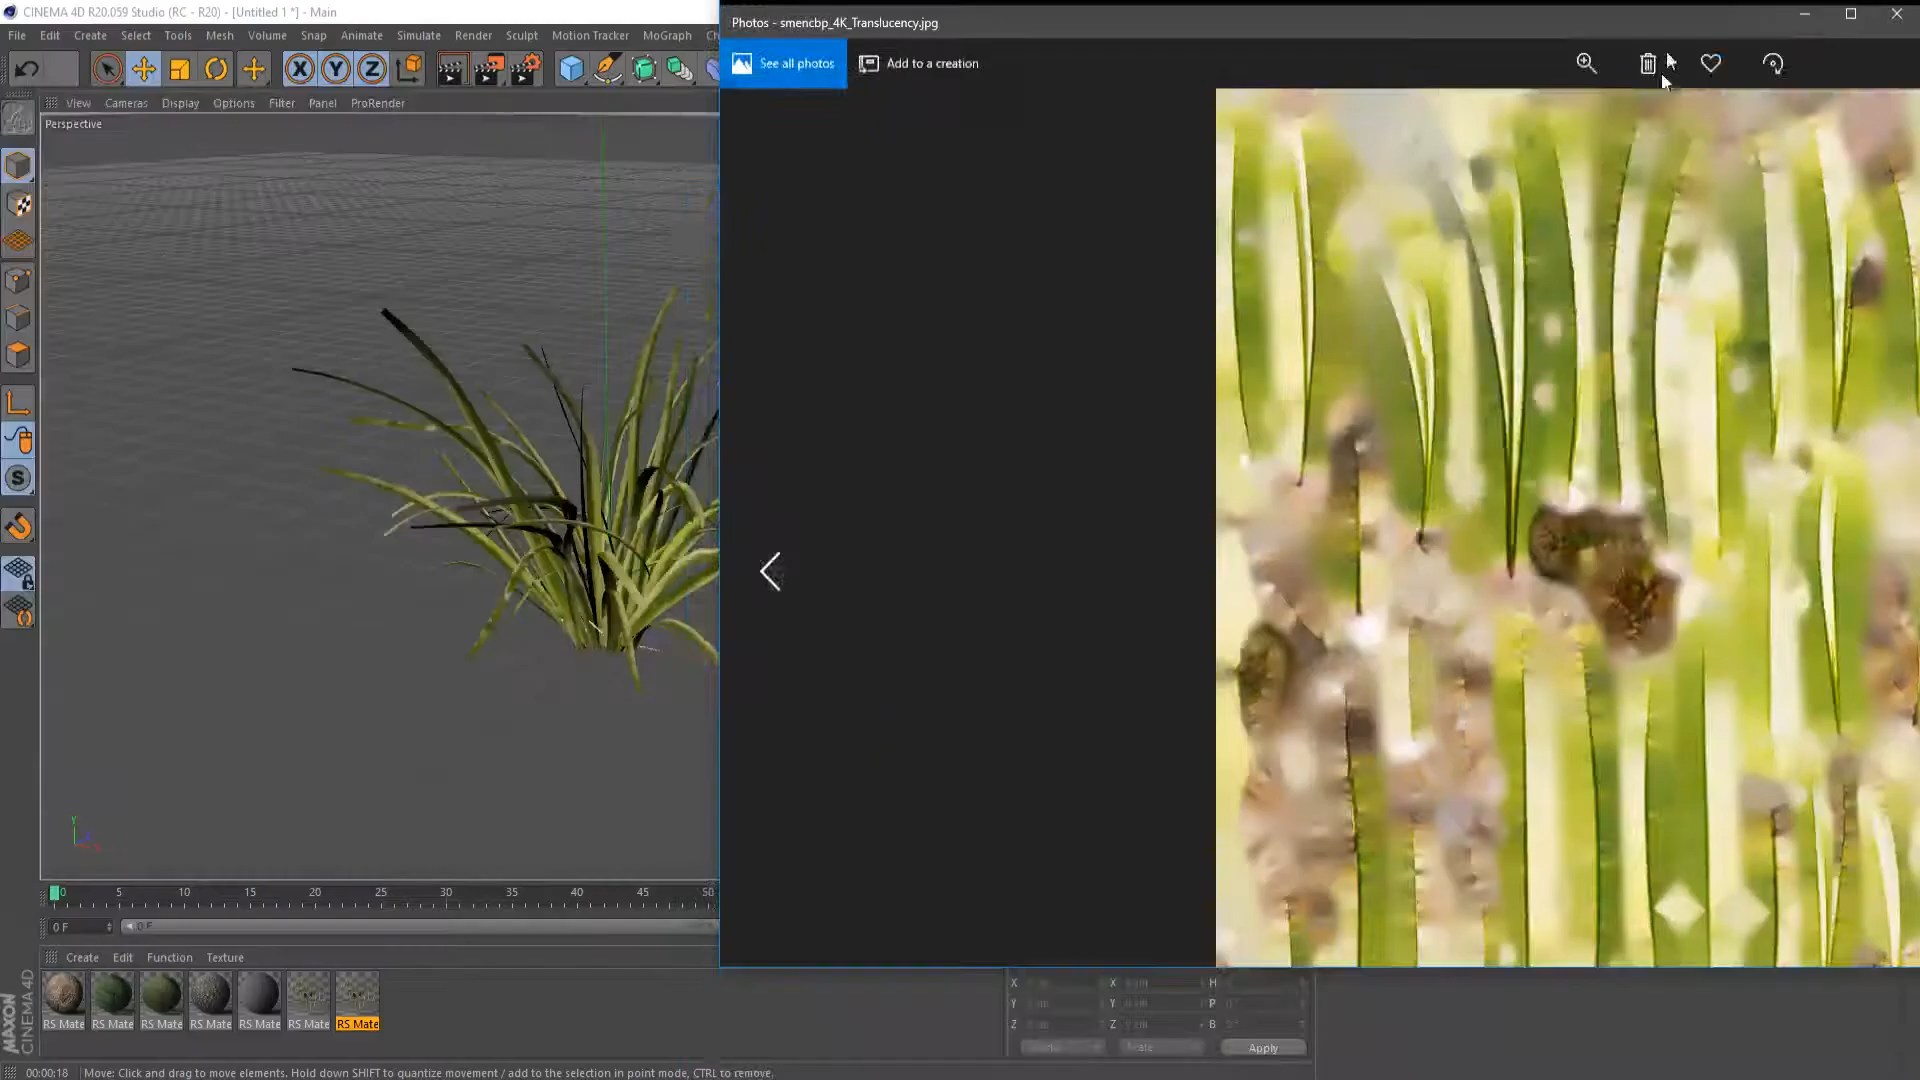 CINEMA 4D R20.059 Studio (RC - R20) - [Untitled 1 *] - Main
File Edit Create Select Tools Mesh Volume Snap Animate Simulate Render Sculpt Motion Tracker MoGraph Ch
X Y Z
View Cameras Display Options Filter Panel ProRender
Perspective
Photos - smencbp_4K_Translucency.jpg
See all photos Add to a creation
S
Y
0 5 10 15 20 25 30 35 40 45 50
0 F 0 F
Create Edit Function Texture
RS Mate RS Mate RS Mate RS Mate RS Mate RS Mate RS Mate
X X H
Y Y P
Z Z B
Apply
MAXON CINEMA 4D
00:00:18 Move: Click and drag to move elements. Hold down SHIFT to quantize movement / add to the selection in point mode, CTRL to remove.